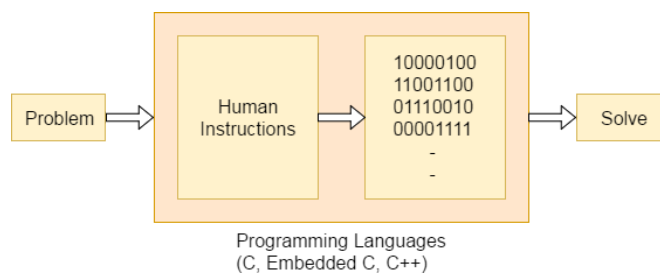 Problem
Human
Instructions
10000100
11001100
01110010
00001111
-
-
Solve
Programming Languages
(C, Embedded C, C++)